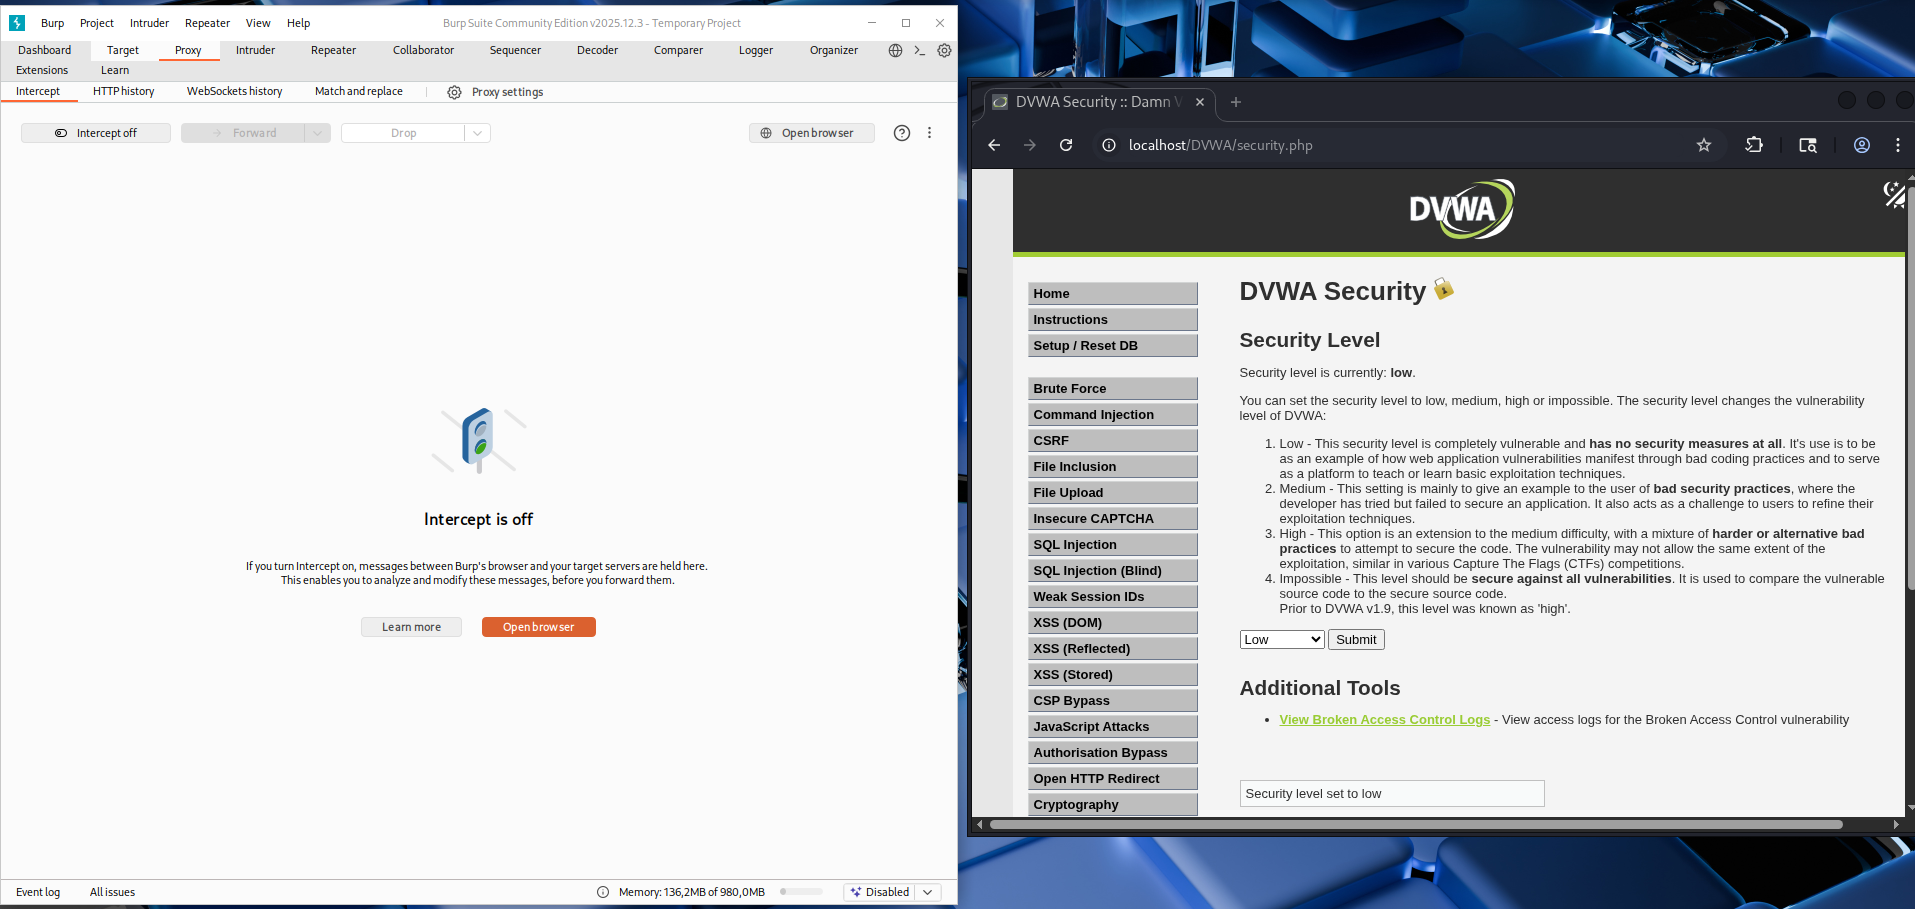 Burp Project Intruder Repeater View Help Burp Suite Community Edition v2025.12.3 - Temporary Project
Dashboard Target Proxy Intruder Repeater Collaborator Sequencer Decoder Comparer Logger Organizer
Extensions Learn
Intercept HTTP history WebSockets history Match and replace Proxy settings
Intercept off Forward Drop Open browser
Intercept is off
If you turn Intercept on, messages between Burp's browser and your target servers are held here.
This enables you to analyze and modify these messages, before you forward them.
Learn more Open browser
Event log All issues Memory: 136,2MB of 980,0MB Disabled
DVWA Security :: Damn V
localhost/DVWA/security.php
DVWA
Home
Instructions
Setup / Reset DB
Brute Force
Command Injection
CSRF
File Inclusion
File Upload
Insecure CAPTCHA
SQL Injection
SQL Injection (Blind)
Weak Session IDs
XSS (DOM)
XSS (Reflected)
XSS (Stored)
CSP Bypass
JavaScript Attacks
Authorisation Bypass
Open HTTP Redirect
Cryptography
DVWA Security
Security Level
Security level is currently: low.
You can set the security level to low, medium, high or impossible. The security level changes the vulnerability
level of DVWA:
1. Low - This security level is completely vulnerable and has no security measures at all. It's use is to be
as an example of how web application vulnerabilities manifest through bad coding practices and to serve
as a platform to teach or learn basic exploitation techniques.
2. Medium - This setting is mainly to give an example to the user of bad security practices, where the
developer has tried but failed to secure an application. It also acts as a challenge to users to refine their
exploitation techniques.
3. High - This option is an extension to the medium difficulty, with a mixture of harder or alternative bad
practices to attempt to secure the code. The vulnerability may not allow the same extent of the
exploitation, similar in various Capture The Flags (CTFs) competitions.
4. Impossible - This level should be secure against all vulnerabilities. It is used to compare the vulnerable
source code to the secure source code.
Prior to DVWA v1.9, this level was known as 'high'.
Low Submit
Additional Tools
• View Broken Access Control Logs - View access logs for the Broken Access Control vulnerability
Security level set to low